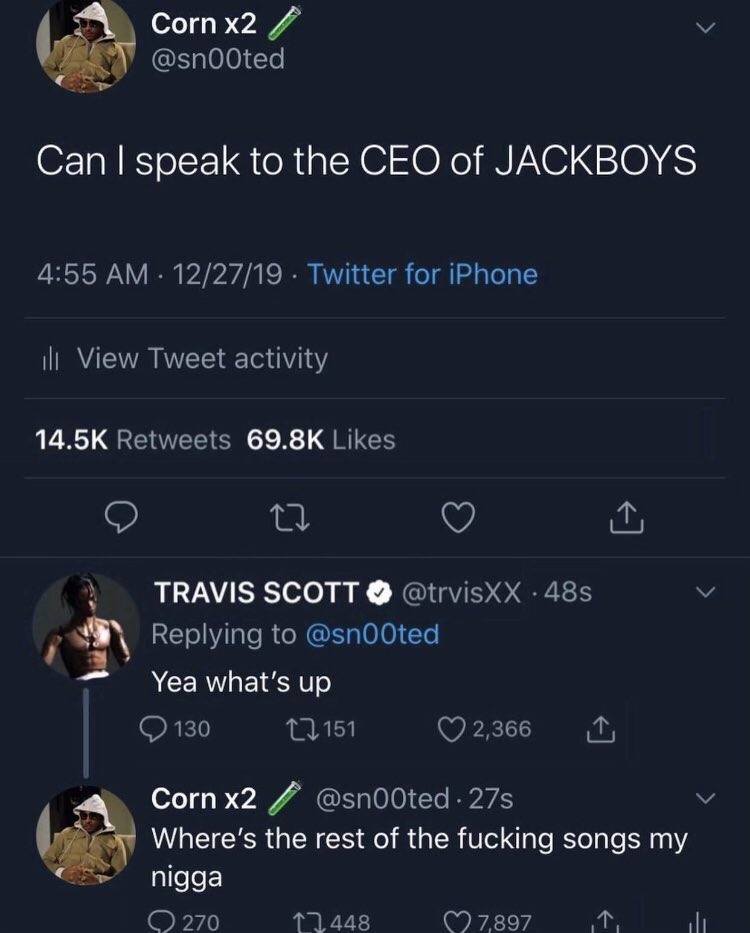 Corn x2
@sn00ted
Can I speak to the CEO of JACKBOYS
4:55 AM · 12/27/19 · Twitter for iPhone
View Tweet activity
14.5K Retweets 69.8K Likes
TRAVIS SCOTT @trvisXX · 48s
Replying to @sn00ted
Yea what's up
130 151 2,366
Corn x2 @sn00ted · 27s
Where's the rest of the fucking songs my
nigga
270 448 7,897